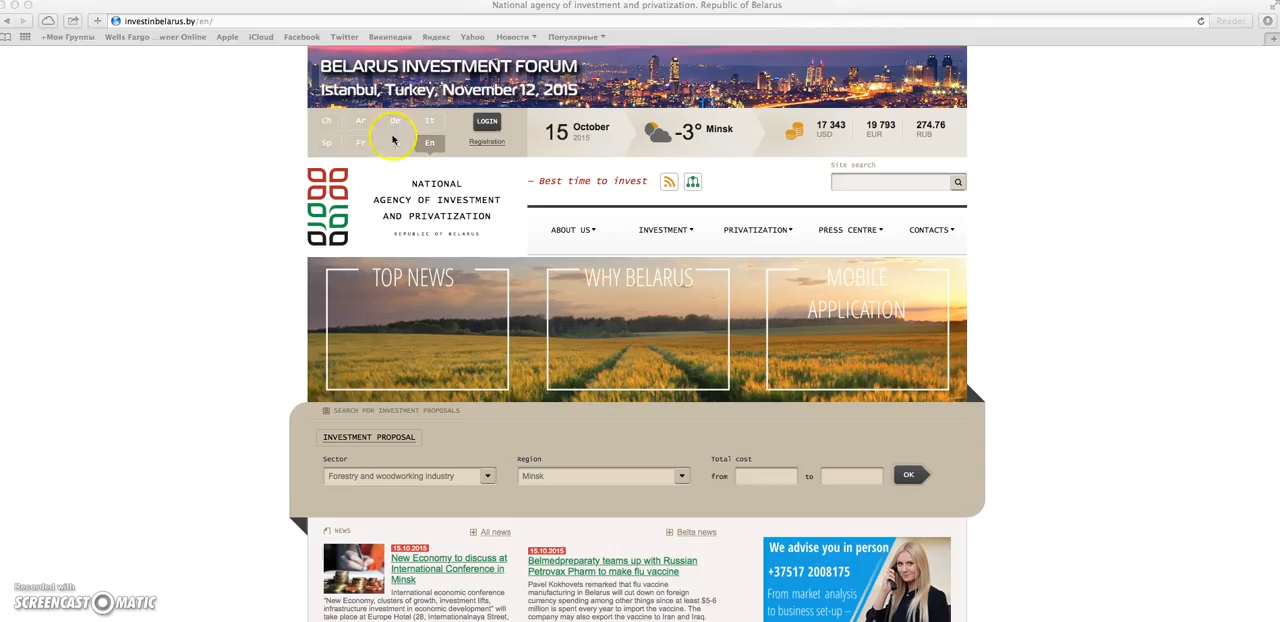 National agency of investment and privatization. Republic of Belarus
investinbelarus.by/en/
Reader
+Мои Группы Wells Fargo ...wner Online Apple iCloud Facebook Twitter Википедия Яндекс Yahoo Новости Популярные
BELARUS INVESTMENT FORUM
Istanbul, Turkey, November 12, 2015
Ch Ar De It
Sp Fr En
LOGIN
Registration
15 October
2015
-3° Minsk
17 343
USD
19 793
EUR
274.76
RUB
NATIONAL
AGENCY OF INVESTMENT
AND PRIVATIZATION
REPUBLIC OF BELARUS
– Best time to invest
Site search
ABOUT US INVESTMENT PRIVATIZATION PRESS CENTRE CONTACTS
TOP NEWS
WHY BELARUS
MOBILE
APPLICATION
SEARCH FOR INVESTMENT PROPOSALS
INVESTMENT PROPOSAL
Sector
Forestry and woodworking industry
Region
Minsk
Total cost
from
to
OK
NEWS
All news
Belta news
15.10.2015
New Economy to discuss at
International Conference in
Minsk
International economic conference
"New Economy, clusters of growth, investment lifts,
infrastructure investment in economic development" will
take place at Europe Hotel (28, Internationalnaya Street,
15.10.2015
Belmedpreparaty teams up with Russian
Petrovax Pharm to make flu vaccine
Pavel Kokhovets remarked that flu vaccine
manufacturing in Belarus will cut down on foreign
currency spending among other things since at least $5-6
million is spent every year to import the vaccine. The
company may also export the vaccine to Iran and Iraq.
We advise you in person
+37517 2008175
From market analysis
to business set-up –
Recorded with
SCREENCAST O MATIC